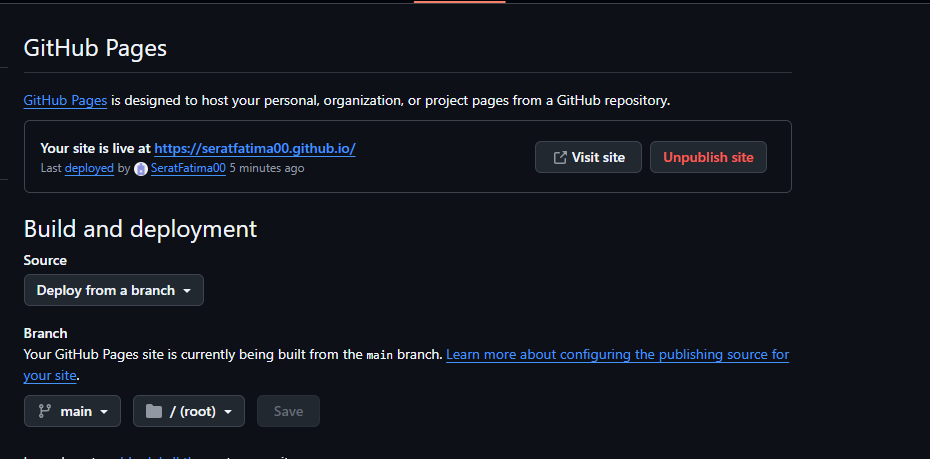 GitHub Pages
GitHub Pages is designed to host your personal, organization, or project pages from a GitHub repository.
Your site is live at https://seratfatima00.github.io/
Last deployed by SeratFatima00 5 minutes ago
Visit site
Unpublish site
Build and deployment
Source
Deploy from a branch
Branch
Your GitHub Pages site is currently being built from the main branch. Learn more about configuring the publishing source for
your site.
main
/ (root)
Save